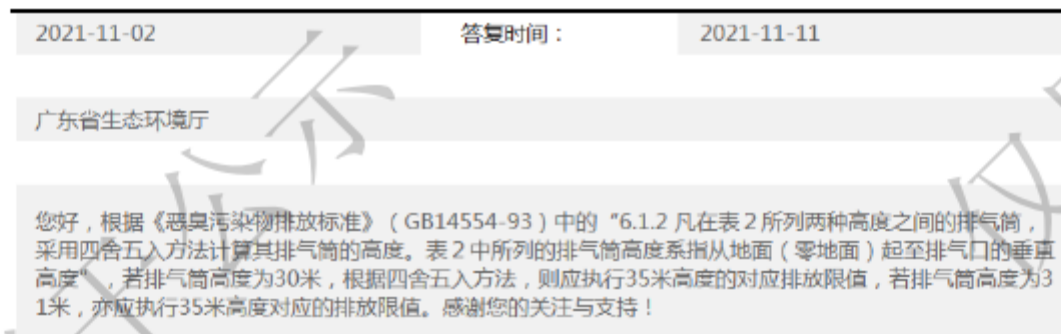 2021-11-02 答复时间： 2021-11-11
广东省生态环境厅
您好，根据《恶臭污染物排放标准》（GB14554-93）中的“6.1.2 凡在表２所列两种高度之间的排气筒，
采用四舍五入方法计算其排气筒的高度。表２中所列的排气筒高度系指从地面（零地面）起至排气口的垂直
高度”，若排气筒高度为30米，根据四舍五入方法，则应执行35米高度的对应排放限值，若排气筒高度为3
1米，亦应执行35米高度对应的排放限值。感谢您的关注与支持！
公示
仅